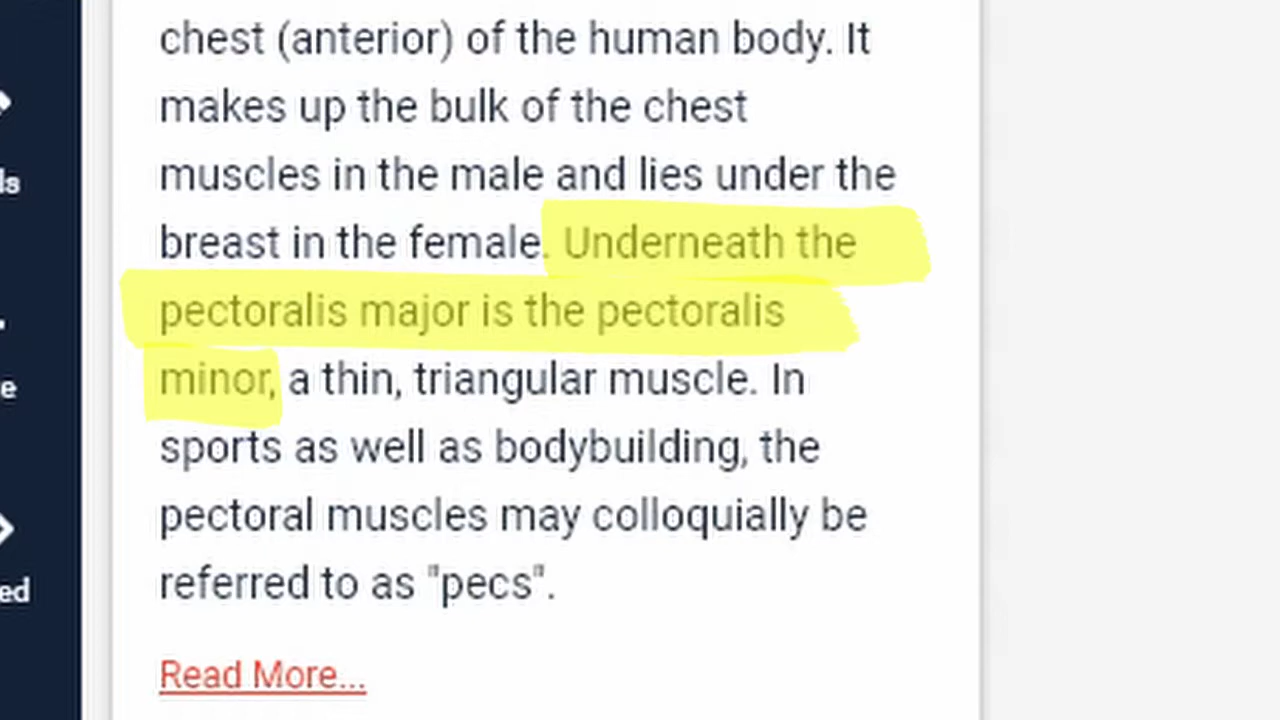 chest (anterior) of the human body. It
makes up the bulk of the chest
muscles in the male and lies under the
breast in the female. Underneath the
pectoralis major is the pectoralis
minor, a thin, triangular muscle. In
sports as well as bodybuilding, the
pectoral muscles may colloquially be
referred to as "pecs".
Read More...
ls
e
ed